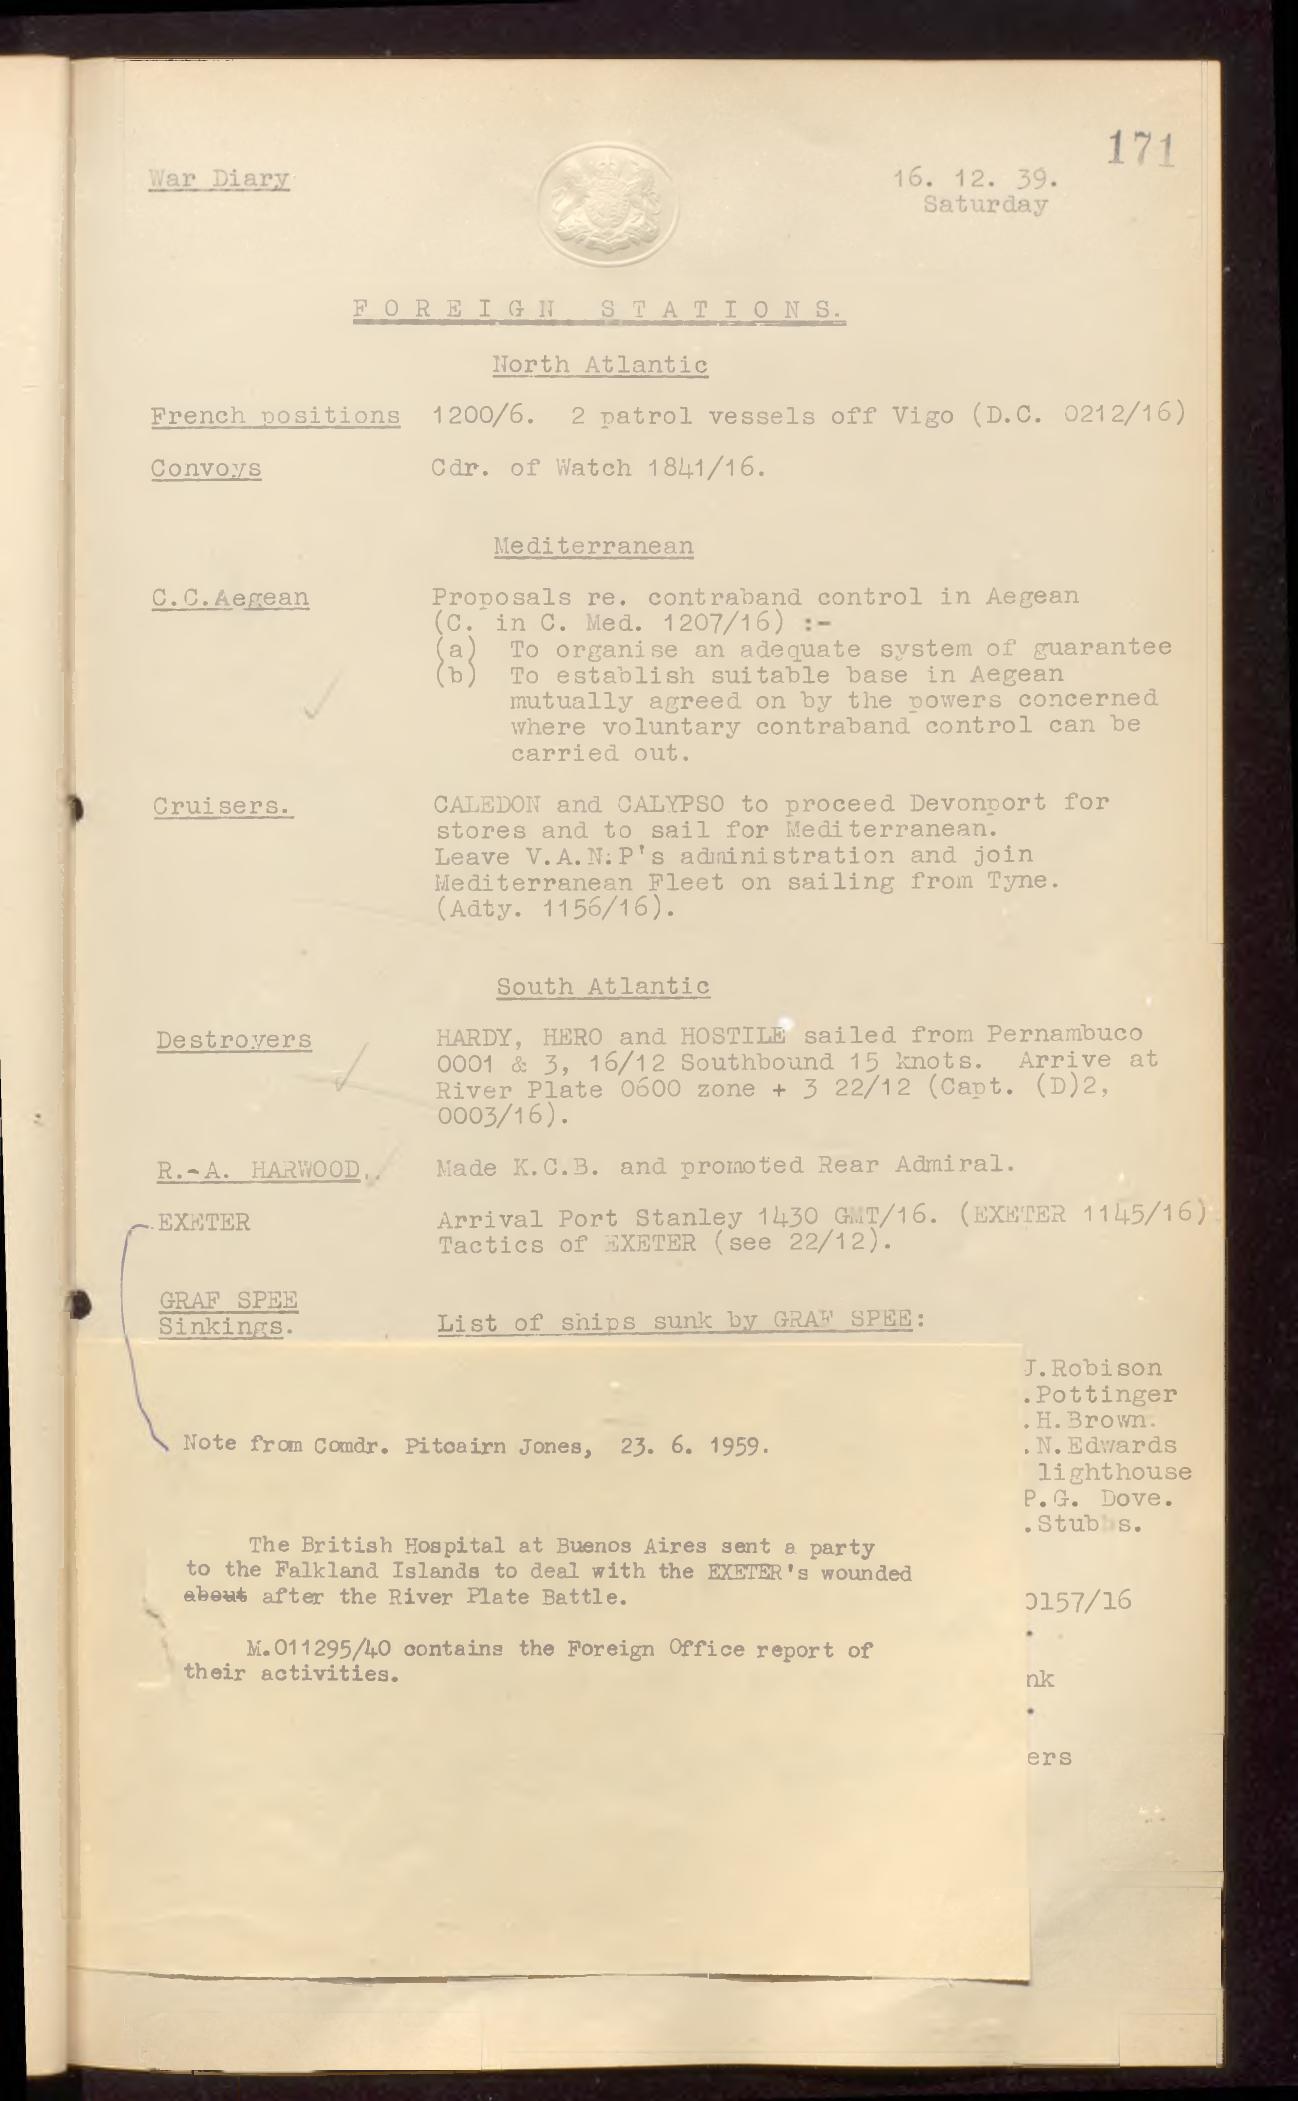 171
War Diary
16. 12. 39.
Saturday
FOREIGN STATIONS.
North Atlantic
French positions 1200/6. 2 patrol vessels off Vigo (D.C. 0212/16)
Convoys Cdr. of Watch 1841/16.
Mediterranean
C.C.Aegean Proposals re. contraband control in Aegean
(C. in C. Med. 1207/16) :-
(a) To organise an adequate system of guarantee
(b) To establish suitable base in Aegean
mutually agreed on by the powers concerned
where voluntary contraband control can be
carried out.
Cruisers. CALEDON and CALYPSO to proceed Devonport for
stores and to sail for Mediterranean.
Leave V.A.N.P's administration and join
Mediterranean Fleet on sailing from Tyne.
(Adty. 1156/16).
South Atlantic
Destroyers HARDY, HERO and HOSTILE sailed from Pernambuco
0001 & 3, 16/12 Southbound 15 knots. Arrive at
River Plate 0600 zone + 3 22/12 (Capt. (D)2,
0003/16).
R.-A. HARWOOD. Made K.C.B. and promoted Rear Admiral.
EXETER Arrival Port Stanley 1430 GMT/16. (EXETER 1145/16)
Tactics of EXETER (see 22/12).
GRAF SPEE
Sinkings. List of ships sunk by GRAF SPEE:
J.Robison
.Pottinger
.H.Brown.
.N.Edwards
lighthouse
P.G. Dove.
.Stubbs.
0157/16
nk
ers
Note from Comdr. Pitcairn Jones, 23. 6. 1959.
The British Hospital at Buenos Aires sent a party
to the Falkland Islands to deal with the EXETER's wounded
about after the River Plate Battle.
M.011295/40 contains the Foreign Office report of
their activities.